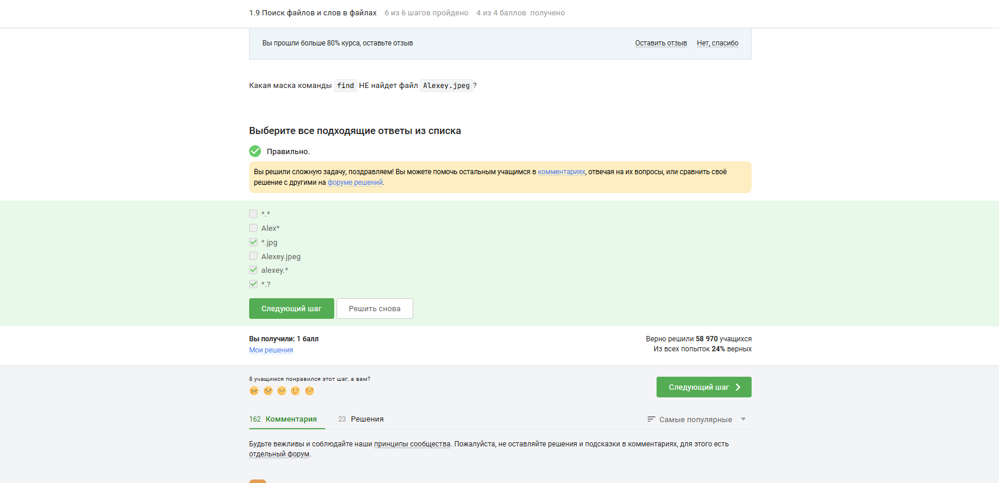 1.9 Поиск файлов и слов в файлах 6 из 6 шагов пройдено 4 из 4 баллов получено
Вы прошли больше 80% курса, оставьте отзыв Оставить отзыв Нет, спасибо
Какая маска команды find НЕ найдет файл Alexey.jpeg?
Выберите все подходящие ответы из списка
Правильно.
Вы решили сложную задачу, поздравляем! Вы можете помочь остальным учащимся в комментариях, отвечая на их вопросы, или сравнить своё
решение с другими на форуме решений.
*.*
Alex*
*.jpg
Alexey.jpeg
alexey.*
*.?
Следующий шаг Решить снова
Вы получили: 1 балл Верно решили 58 970 учащихся
Мои решения Из всех попыток 24% верных
8 учащимся понравился этот шаг, а вам?
Следующий шаг
162 Комментария 23 Решения Самые популярные
Будьте вежливы и соблюдайте наши принципы сообщества. Пожалуйста, не оставляйте решения и подсказки в комментариях, для этого есть
отдельный форум.